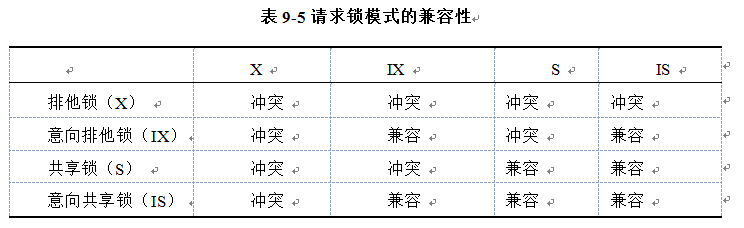 表 9-5 请求锁模式的兼容性
X IX S IS
排他锁（X） 冲突 冲突 冲突 冲突
意向排他锁（IX） 冲突 兼容 冲突 兼容
共享锁（S） 冲突 冲突 兼容 兼容
意向共享锁（IS） 冲突 兼容 兼容 兼容